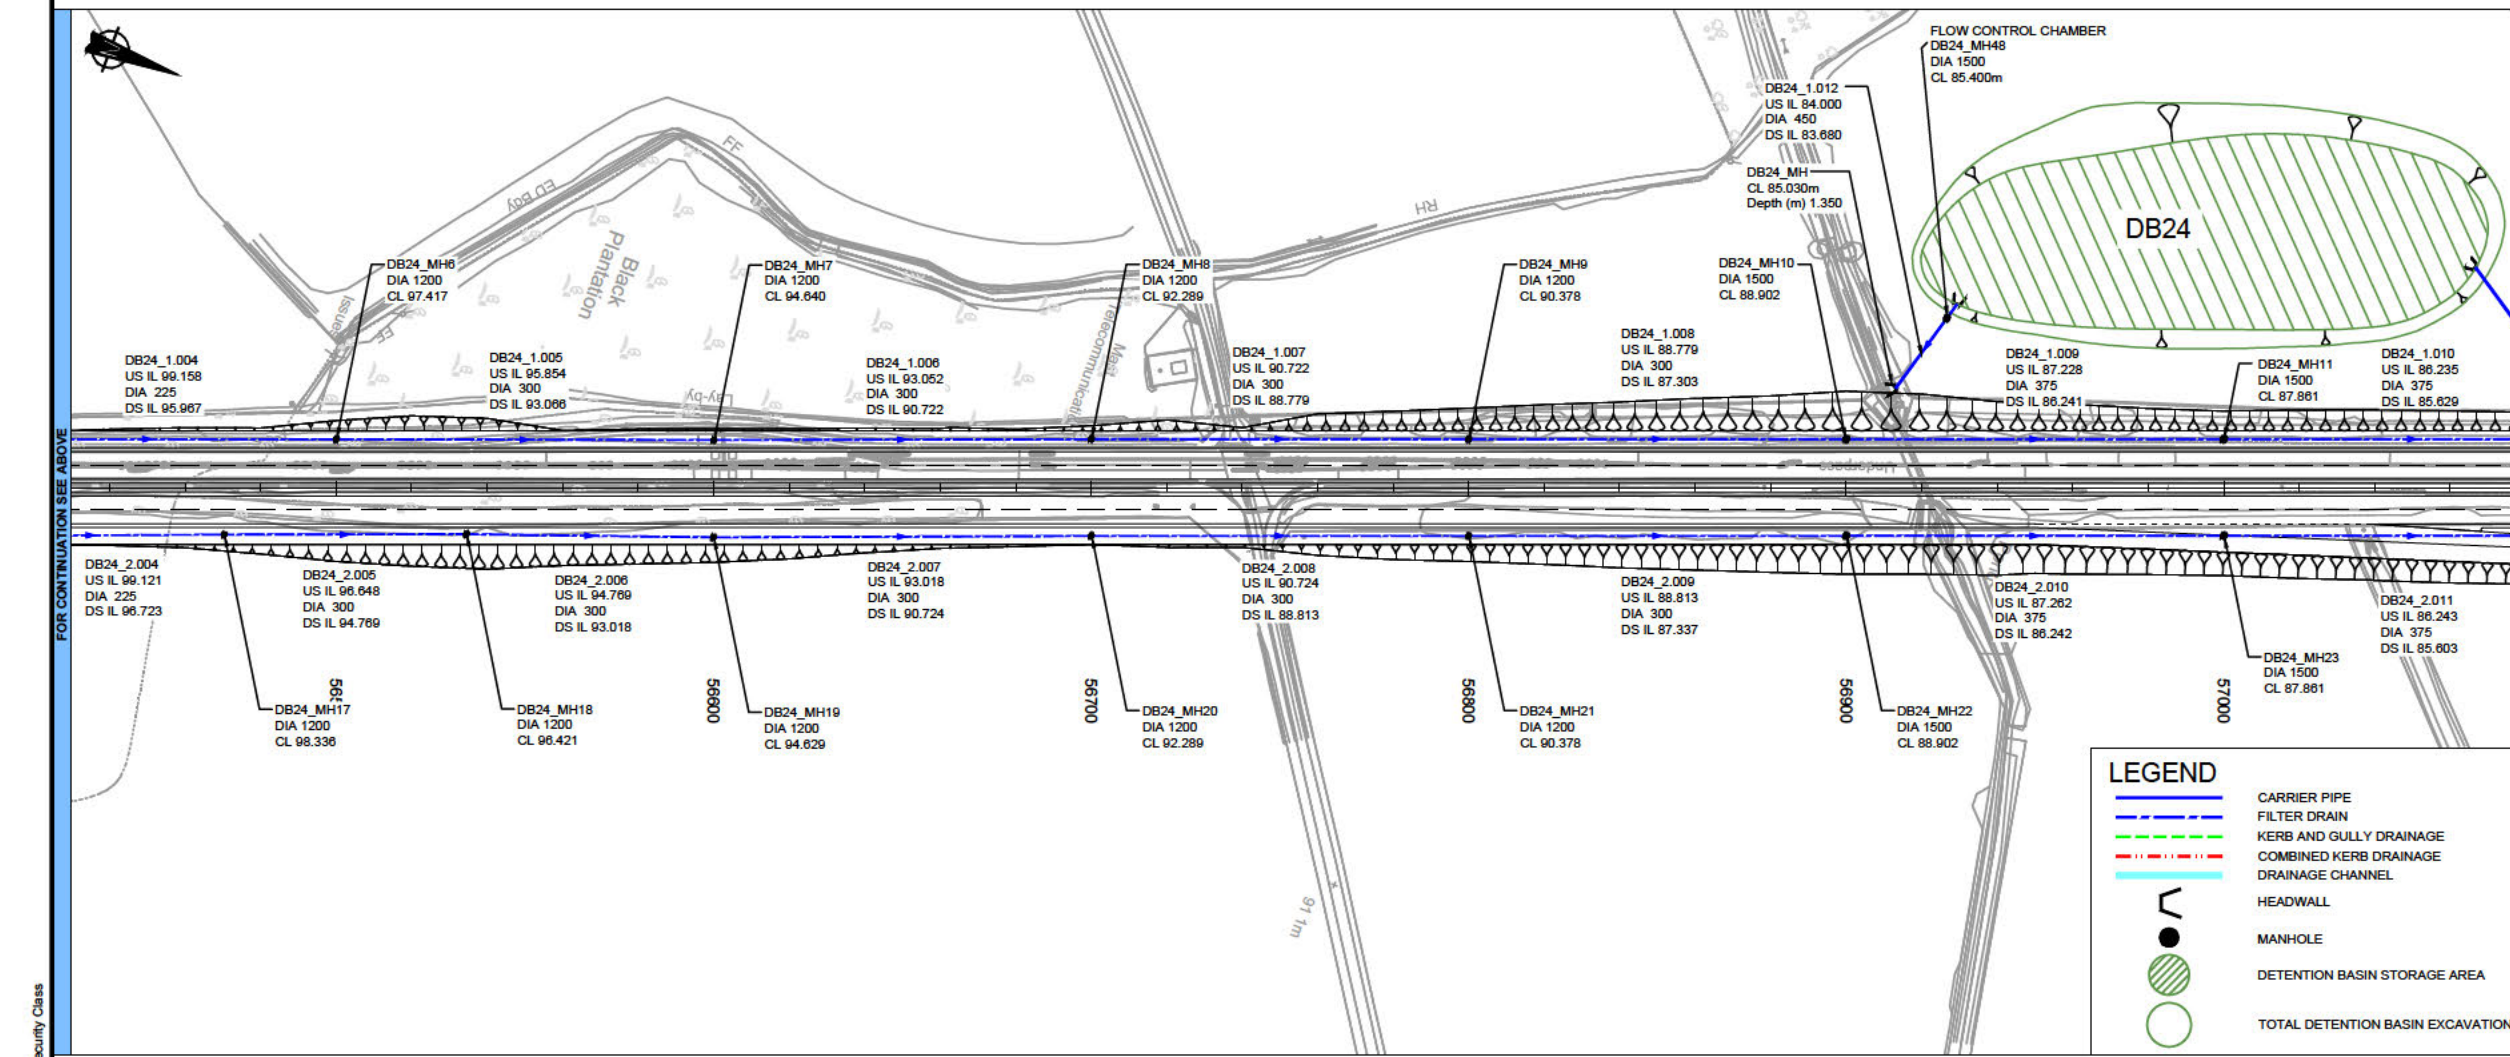 FLOW CONTROL CHAMBER
DB24_MH48
DIA 1500
CL 85.400m
DB24_1.012
US IL 84.000
DIA 450
DS IL 83.680
DB24_MH
CL 85.030m
Depth (m) 1.350
DB24
FF
ED Bdy
RH
Black
Plantation
Issues
FF
Telecommunication
Mast
Lay-by
Underpass
DB24_MH6
DIA 1200
CL 97.417
DB24_MH7
DIA 1200
CL 94.640
DB24_MH8
DIA 1200
CL 92.289
DB24_MH9
DIA 1200
CL 90.378
DB24_MH10
DIA 1500
CL 88.902
DB24_MH11
DIA 1500
CL 87.861
DB24_1.004
US IL 99.158
DIA 225
DS IL 95.967
DB24_1.005
US IL 95.854
DIA 300
DS IL 93.066
DB24_1.006
US IL 93.052
DIA 300
DS IL 90.722
DB24_1.007
US IL 90.722
DIA 300
DS IL 88.779
DB24_1.008
US IL 88.779
DIA 300
DS IL 87.303
DB24_1.009
US IL 87.228
DIA 375
DS IL 86.241
DB24_1.010
US IL 86.235
DIA 375
DS IL 85.629
FOR CONTINUATION SEE ABOVE
DB24_2.004
US IL 99.121
DIA 225
DS IL 96.723
DB24_2.005
US IL 96.648
DIA 300
DS IL 94.769
DB24_2.006
US IL 94.769
DIA 300
DS IL 93.018
DB24_2.007
US IL 93.018
DIA 300
DS IL 90.724
DB24_2.008
US IL 90.724
DIA 300
DS IL 88.813
DB24_2.009
US IL 88.813
DIA 300
DS IL 87.337
DB24_2.010
US IL 87.262
DIA 375
DS IL 86.242
DB24_2.011
US IL 86.243
DIA 375
DS IL 85.603
DB24_MH17
DIA 1200
CL 98.336
DB24_MH18
DIA 1200
CL 96.421
DB24_MH19
DIA 1200
CL 94.629
DB24_MH20
DIA 1200
CL 92.289
DB24_MH21
DIA 1200
CL 90.378
DB24_MH22
DIA 1500
CL 88.902
DB24_MH23
DIA 1500
CL 87.861
56600
56700
56800
56900
57000
91 1m
LEGEND
CARRIER PIPE
FILTER DRAIN
KERB AND GULLY DRAINAGE
COMBINED KERB DRAINAGE
DRAINAGE CHANNEL
HEADWALL
MANHOLE
DETENTION BASIN STORAGE AREA
TOTAL DETENTION BASIN EXCAVATION
ecurity Class